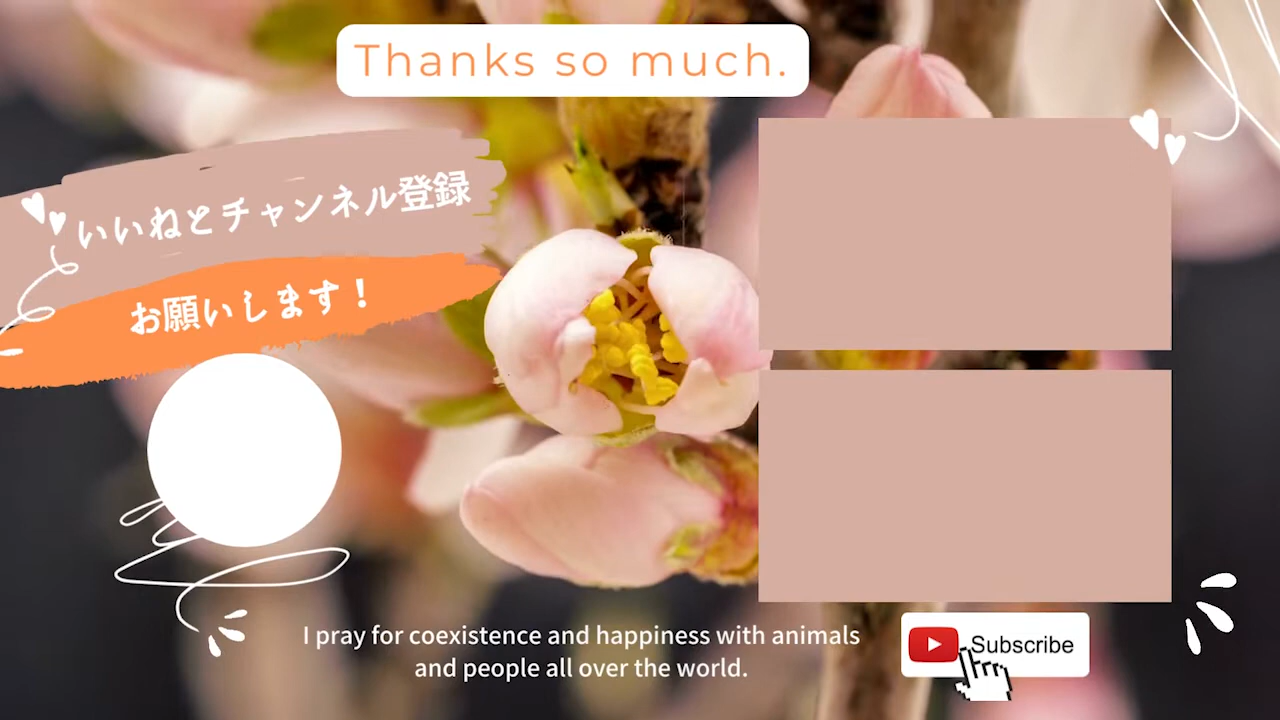 Thanks so much.
いいねとチャンネル登録
お願いします！
I pray for coexistence and happiness with animals
and people all over the world.
Subscribe